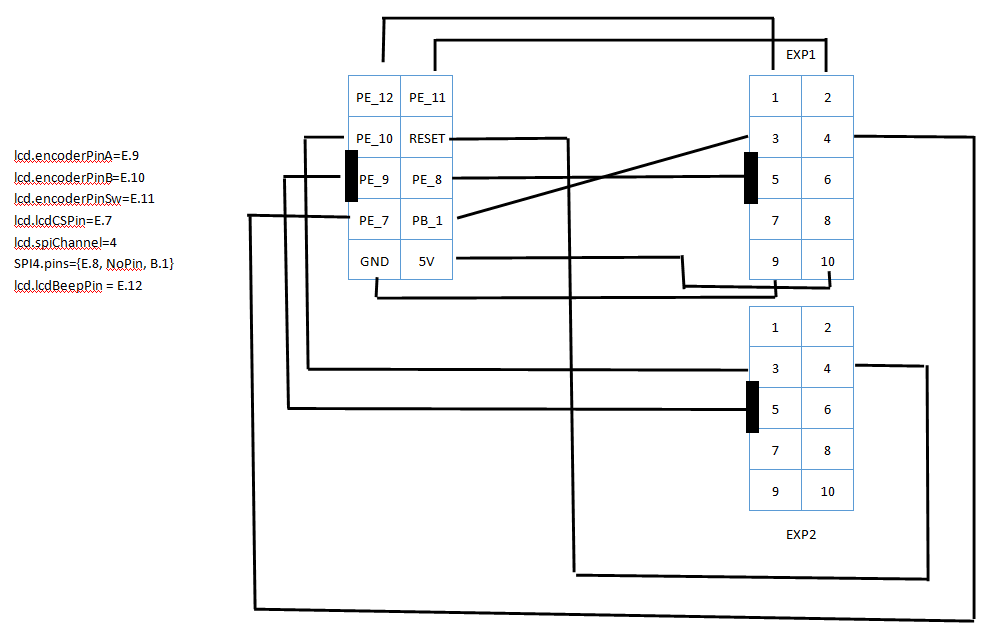 EXP1
PE_12 PE_11
1 2
PE_10 RESET
3 4
lcd.encoderPinA=E.9
lcd.encoderPinB=E.10
lcd.encoderPinSw=E.11
lcd.lcdCSPin=E.7
lcd.spiChannel=4
SPI4.pins={E.8, NoPin, B.1}
lcd.lcdBeepPin = E.12
PE_9 PE_8
5 6
PE_7 PB_1
7 8
GND 5V
9 10
1 2
3 4
5 6
7 8
9 10
EXP2